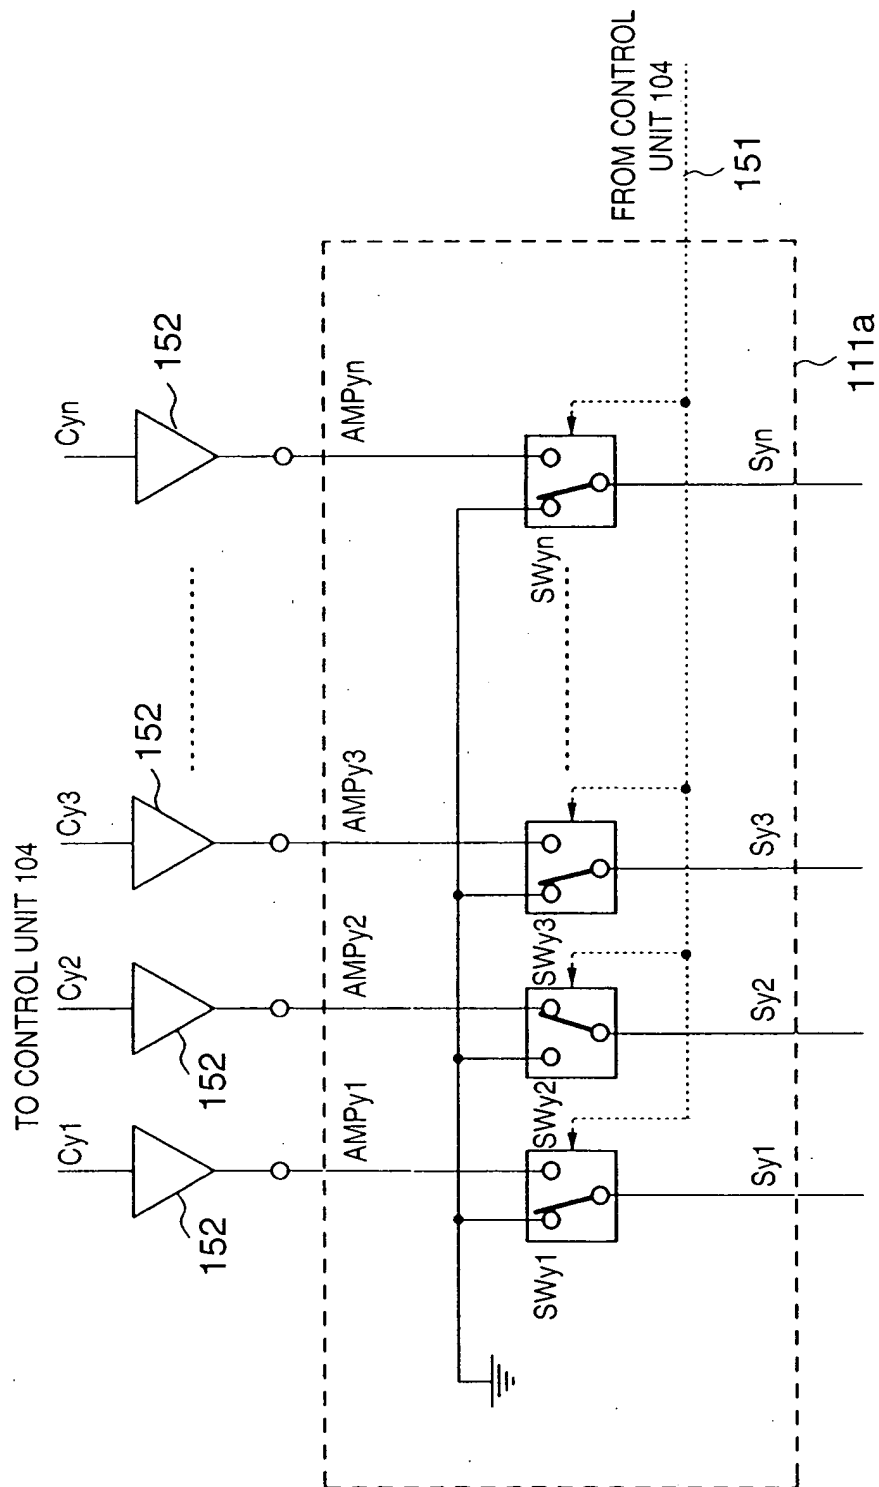 TO CONTROL UNIT 104
Cy1
Cy2
Cy3
Cyn
152
152
152
152
AMPy1
AMPy2
AMPy3
AMPyn
SWy1
SWy2
SWy3
SWyn
FROM CONTROL
UNIT 104
151
Sy1
Sy2
Sy3
Syn
111a